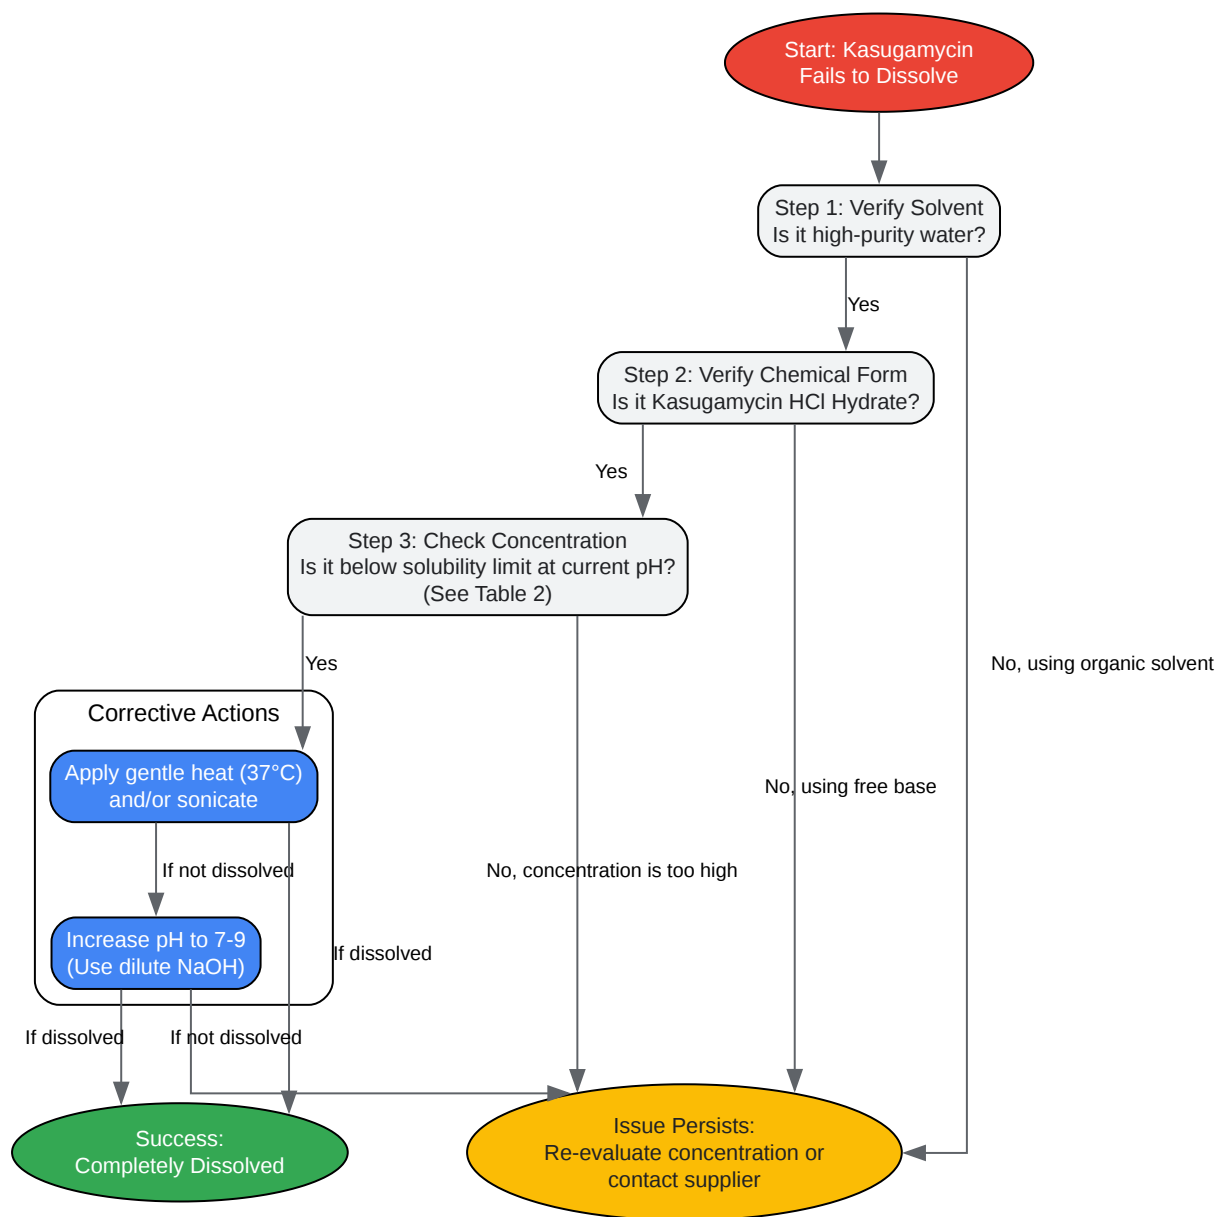 Start: Kasugamycin
Fails to Dissolve
Step 1: Verify Solvent
Is it high-purity water?
Yes
Step 2: Verify Chemical Form
Is it Kasugamycin HCl Hydrate?
Yes
Step 3: Check Concentration
Is it below solubility limit at current pH?
(See Table 2)
Yes
No, using organic solvent
Corrective Actions
Apply gentle heat (37°C)
and/or sonicate
No, using free base
If not dissolved
No, concentration is too high
Increase pH to 7-9
(Use dilute NaOH)
If dissolved
If dissolved
If not dissolved
Success:
Completely Dissolved
Issue Persists:
Re-evaluate concentration or
contact supplier